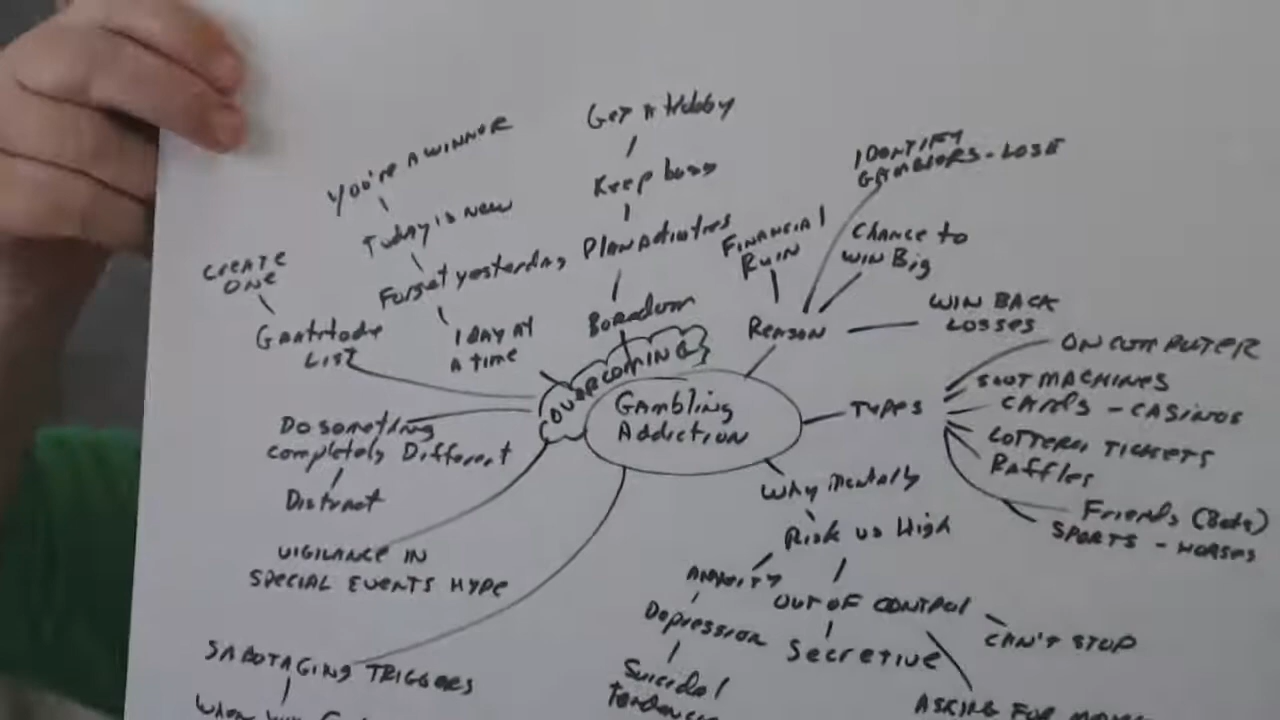 Get a Hobby
Keep busy
Plan Activities
Boredom
You're a winner
Today is new
Forget yesterday
1 day at
a time
Create
one
Gratitude
List
Do something
completely Different
Distract
Vigilance in
Special Events Hype
Sabotaging Triggers
Overcoming
Gambling
Addiction
Reason
Financial
Ruin
Identify
Gamblers - Lose
Chance to
win Big
Win Back
Losses
Types
On computer
Slot Machines
Cards - Casinos
Lottery Tickets
Raffles
Friends (Bets)
Sports - Horses
Why mentally
Risk vs High
Anxiety
Depression
Suicidal
Tendencies
Out of Control
Secretive
Can't Stop
Asking for